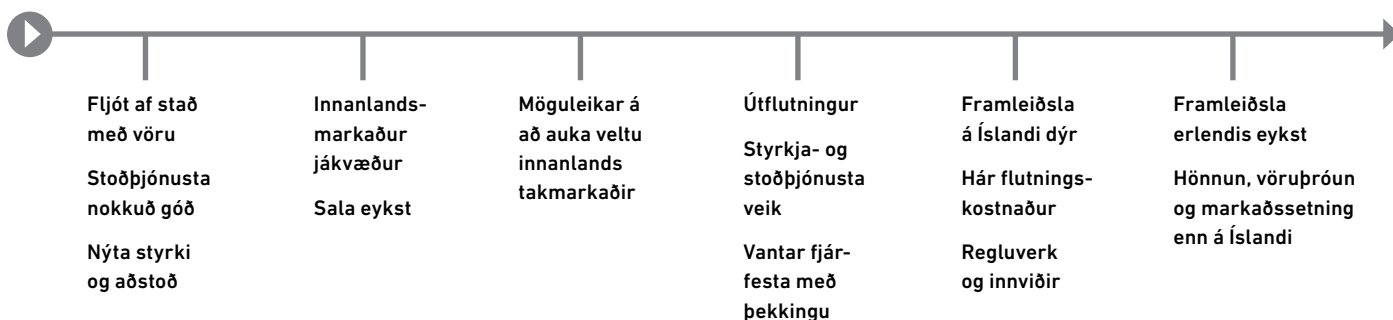 Fljót af stað
með vöru
Stoðþjónusta
nokkuð góð
Nýta styrki
og aðstoð
Innanlands-
markaður
jákvæður
Sala eykst
Möguleikar á
að auka veltu
innanlands
takmarkaðir
Útflutningur
Styrkja- og
stoðþjónusta
veik
Vantar fjár-
festa með
þekkingu
Framleiðsla
á Íslandi dýr
Hár flutnings-
kostnaður
Regluverk
og innviðir
Framleiðsla
erlendis eykst
Hönnun, vöruþróun
og markaðssetning
enn á Íslandi